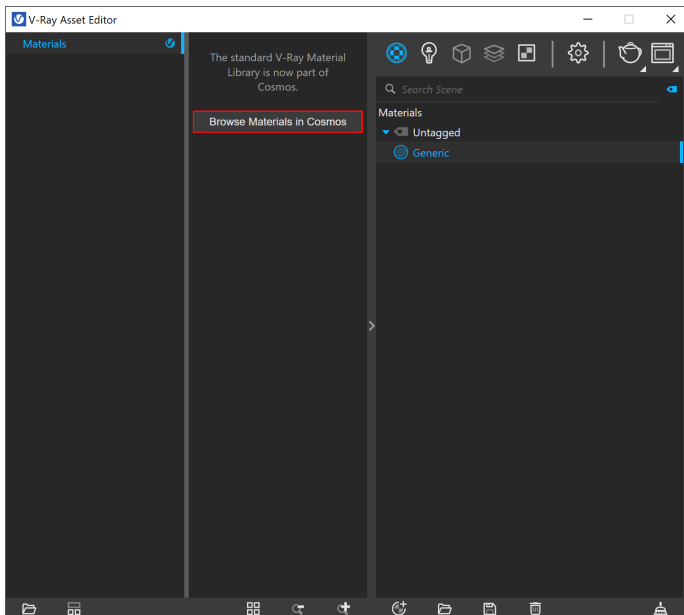 V-Ray Asset Editor
Materials
The standard V-Ray Material
Library is now part of
Cosmos.
Browse Materials in Cosmos
Search Scene
Materials
Untagged
Generic